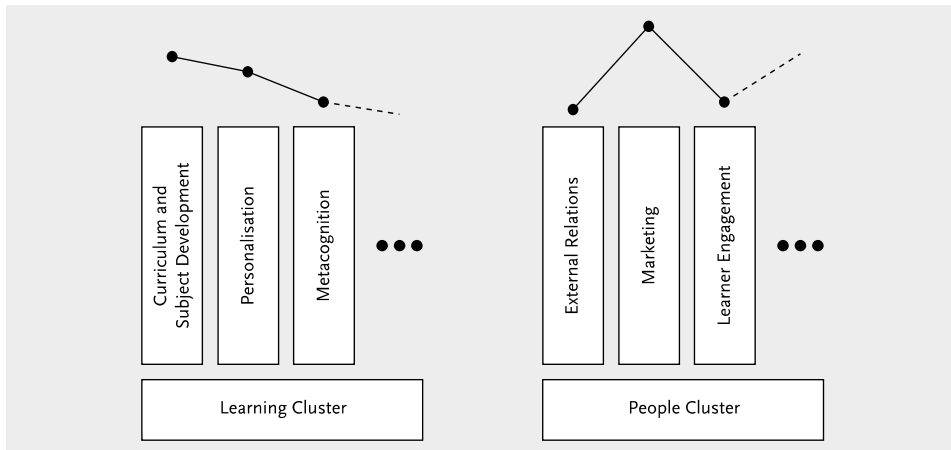 Curriculum and
Subject Development
Personalisation
Metacognition
Learning Cluster
External Relations
Marketing
Learner Engagement
People Cluster